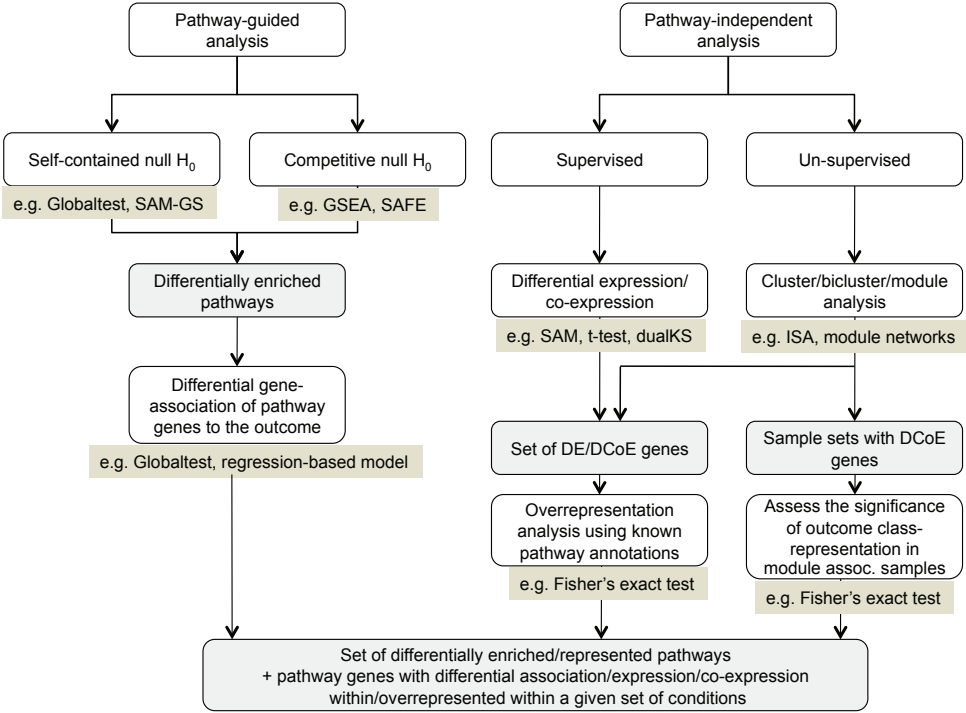 Pathway-guided
analysis
Pathway-independent
analysis
Self-contained null H₀
Competitive null H₀
Supervised
Un-supervised
e.g. Globaltest, SAM-GS
e.g. GSEA, SAFE
Differentially enriched
pathways
Differential expression/
co-expression
Cluster/bicluster/module
analysis
e.g. SAM, t-test, dualKS
e.g. ISA, module networks
Differential gene-
association of pathway
genes to the outcome
e.g. Globaltest, regression-based model
Set of DE/DCoE genes
Sample sets with DCoE
genes
Overrepresentation
analysis using known
pathway annotations
e.g. Fisher's exact test
Assess the significance
of outcome class-
representation in
module assoc. samples
e.g. Fisher's exact test
Set of differentially enriched/represented pathways
+ pathway genes with differential association/expression/co-expression
within/overrepresented within a given set of conditions